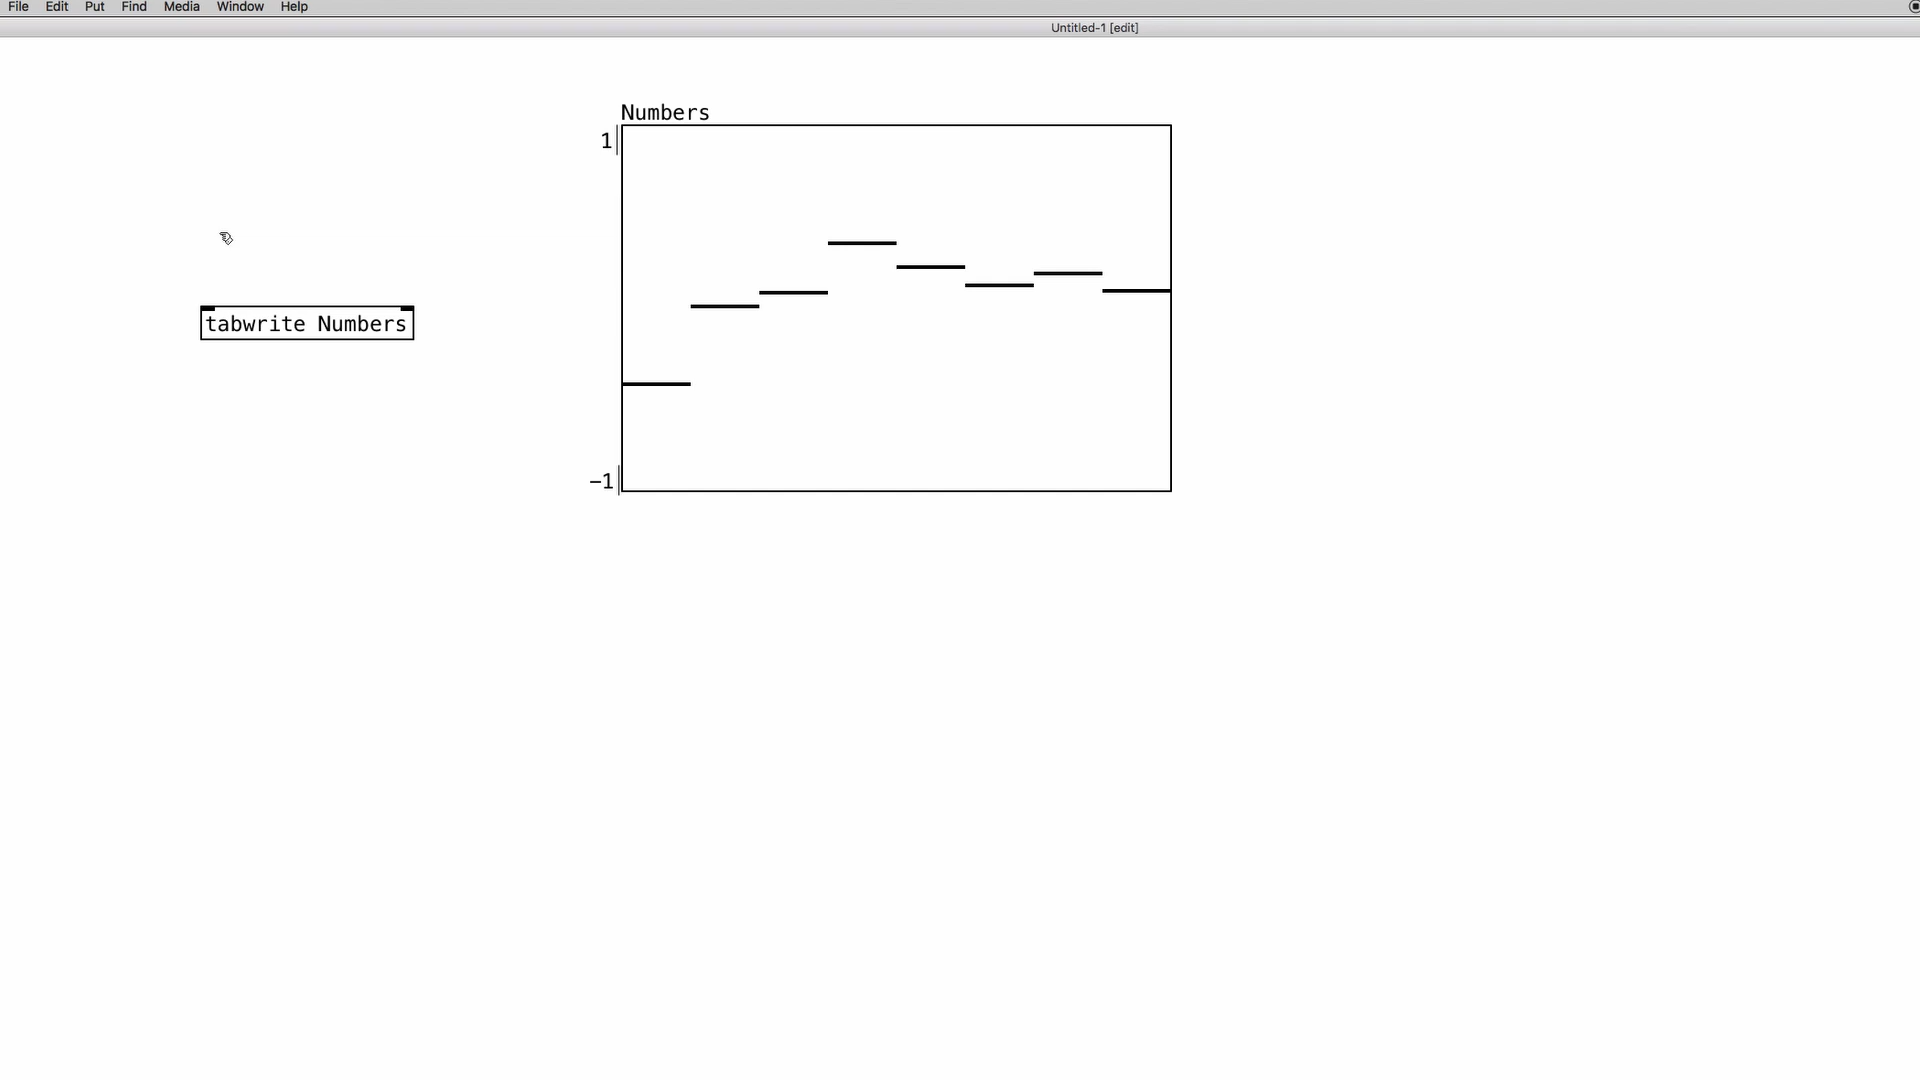 File Edit Put Find Media Window Help
Untitled-1 [edit]
Numbers
1
−1
tabwrite Numbers